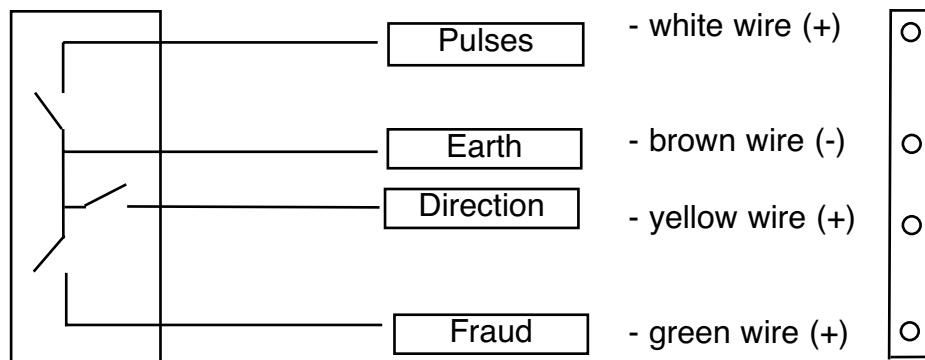 Pulses - white wire (+)
Earth - brown wire (-)
Direction - yellow wire (+)
Fraud - green wire (+)